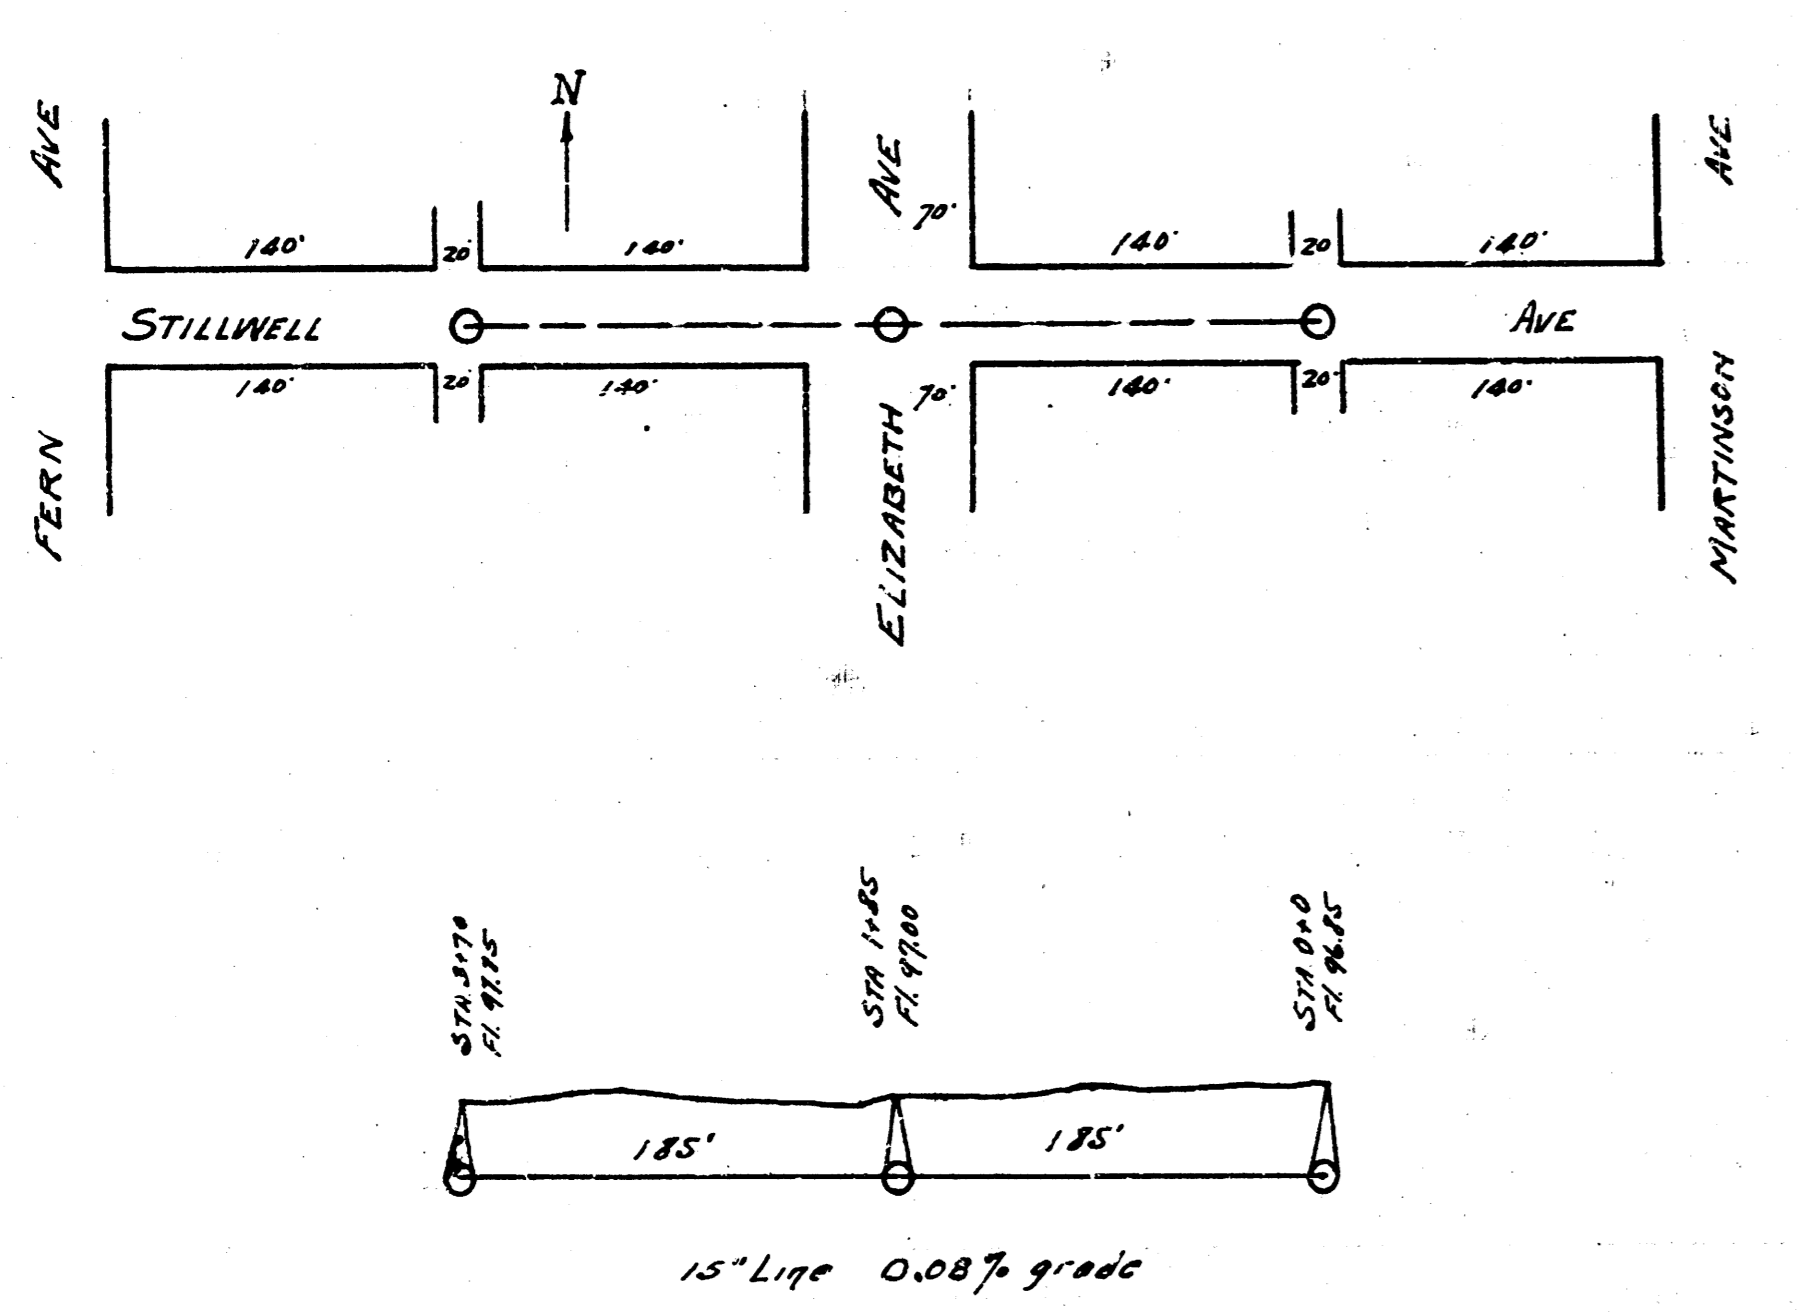 N
AVE
AVE
AVE
70'
140'
20'
140'
140'
20
140'
STILLWELL
AVE
140'
20'
140'
70'
140'
20'
140'
FERN
ELIZABETH
MARTINSON
STA. 3+70
Fl. 97.15
STA 1+85
Fl. 97.00
STA. 0+0
Fl. 96.85
185'
185'
15" Line 0.08% grade